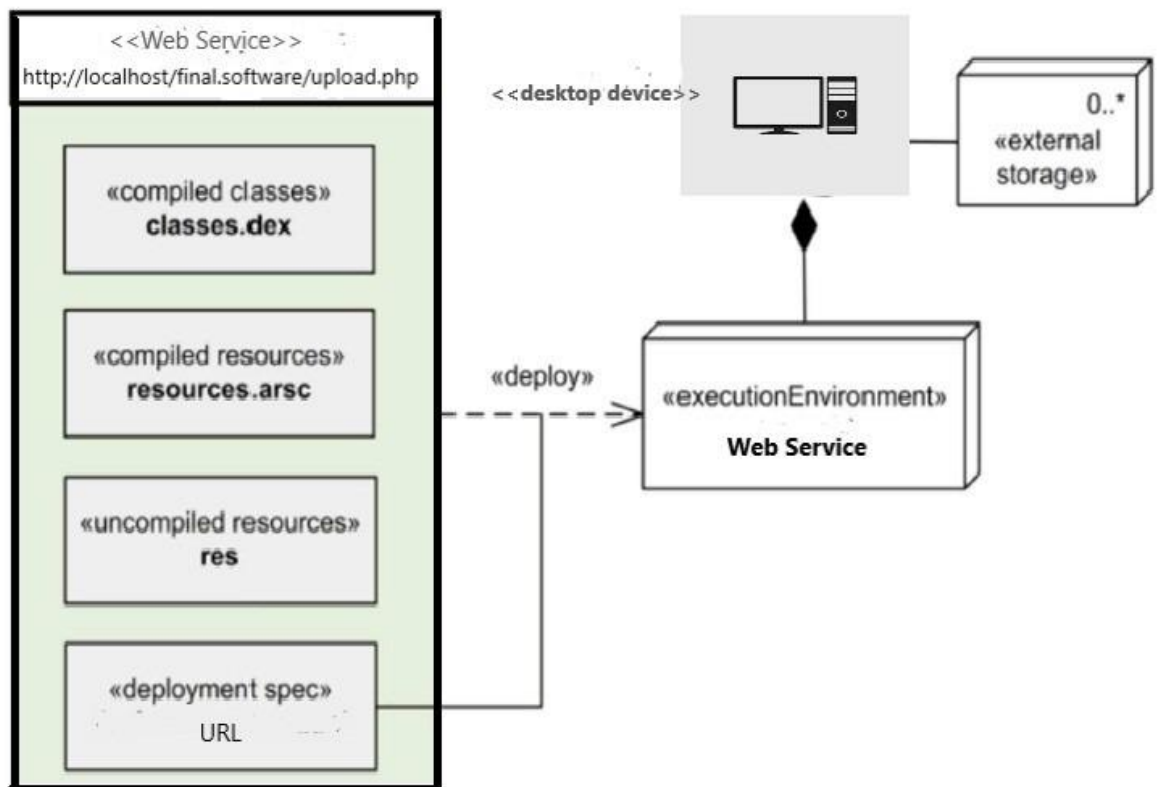 <<Web Service>>
http://localhost/final.software/upload.php
«compiled classes»
classes.dex
«compiled resources»
resources.arsc
«uncompiled resources»
res
«deployment spec»
URL
«deploy»
<<desktop device>>
0..*
«external
storage»
«executionEnvironment»
Web Service